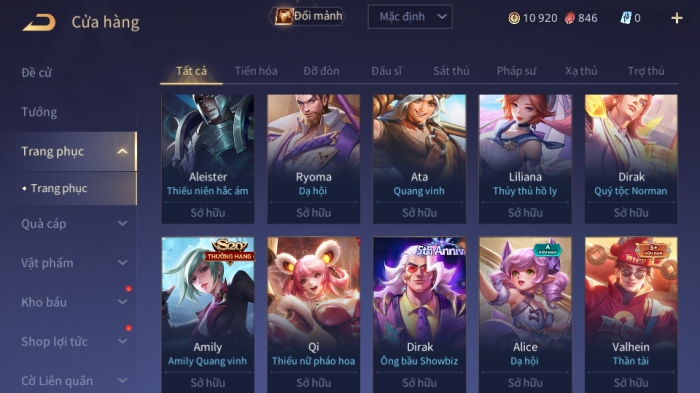 Cửa hàng
Đổi mảnh
Mặc định
10 920
846
0
Đề cử
Tướng
Trang phục
Trang phục
Quà cáp
Vật phẩm
Kho báu
Shop lợi tức
Cờ Liên quân
Tất cả Tiến hóa Đỡ đòn Đấu sĩ Sát thủ Pháp sư Xạ thủ Trợ thủ
Aleister
Thiếu niên hắc ám
Sở hữu
Ryoma
Dạ hội
Sở hữu
Ata
Quang vinh
Sở hữu
Liliana
Thủy thủ hồ ly
Sở hữu
Dirak
Quý tộc Norman
Sở hữu
S20
THƯỞNG HẠNG
Amily
Amily Quang vinh
Sở hữu
Qi
Thiếu nữ pháo hoa
Sở hữu
5th Anniv
Dirak
Ông bầu Showbiz
Sở hữu
A
HỮU HẠN
Alice
Dạ hội
Sở hữu
S+
HỮU HẠN
Valhein
Thần tài
Sở hữu